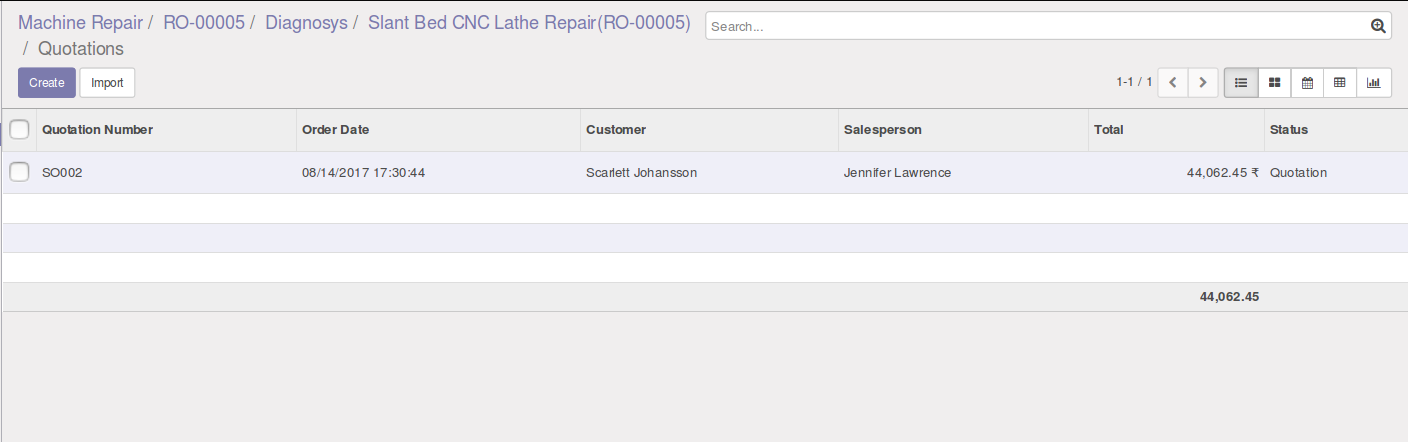 Machine Repair / RO-00005 / Diagnosys / Slant Bed CNC Lathe Repair(RO-00005)
/ Quotations
Search...
Create Import
1-1 / 1
Quotation Number Order Date Customer Salesperson Total Status
SO002 08/14/2017 17:30:44 Scarlett Johansson Jennifer Lawrence 44,062.45 ₹ Quotation
44,062.45